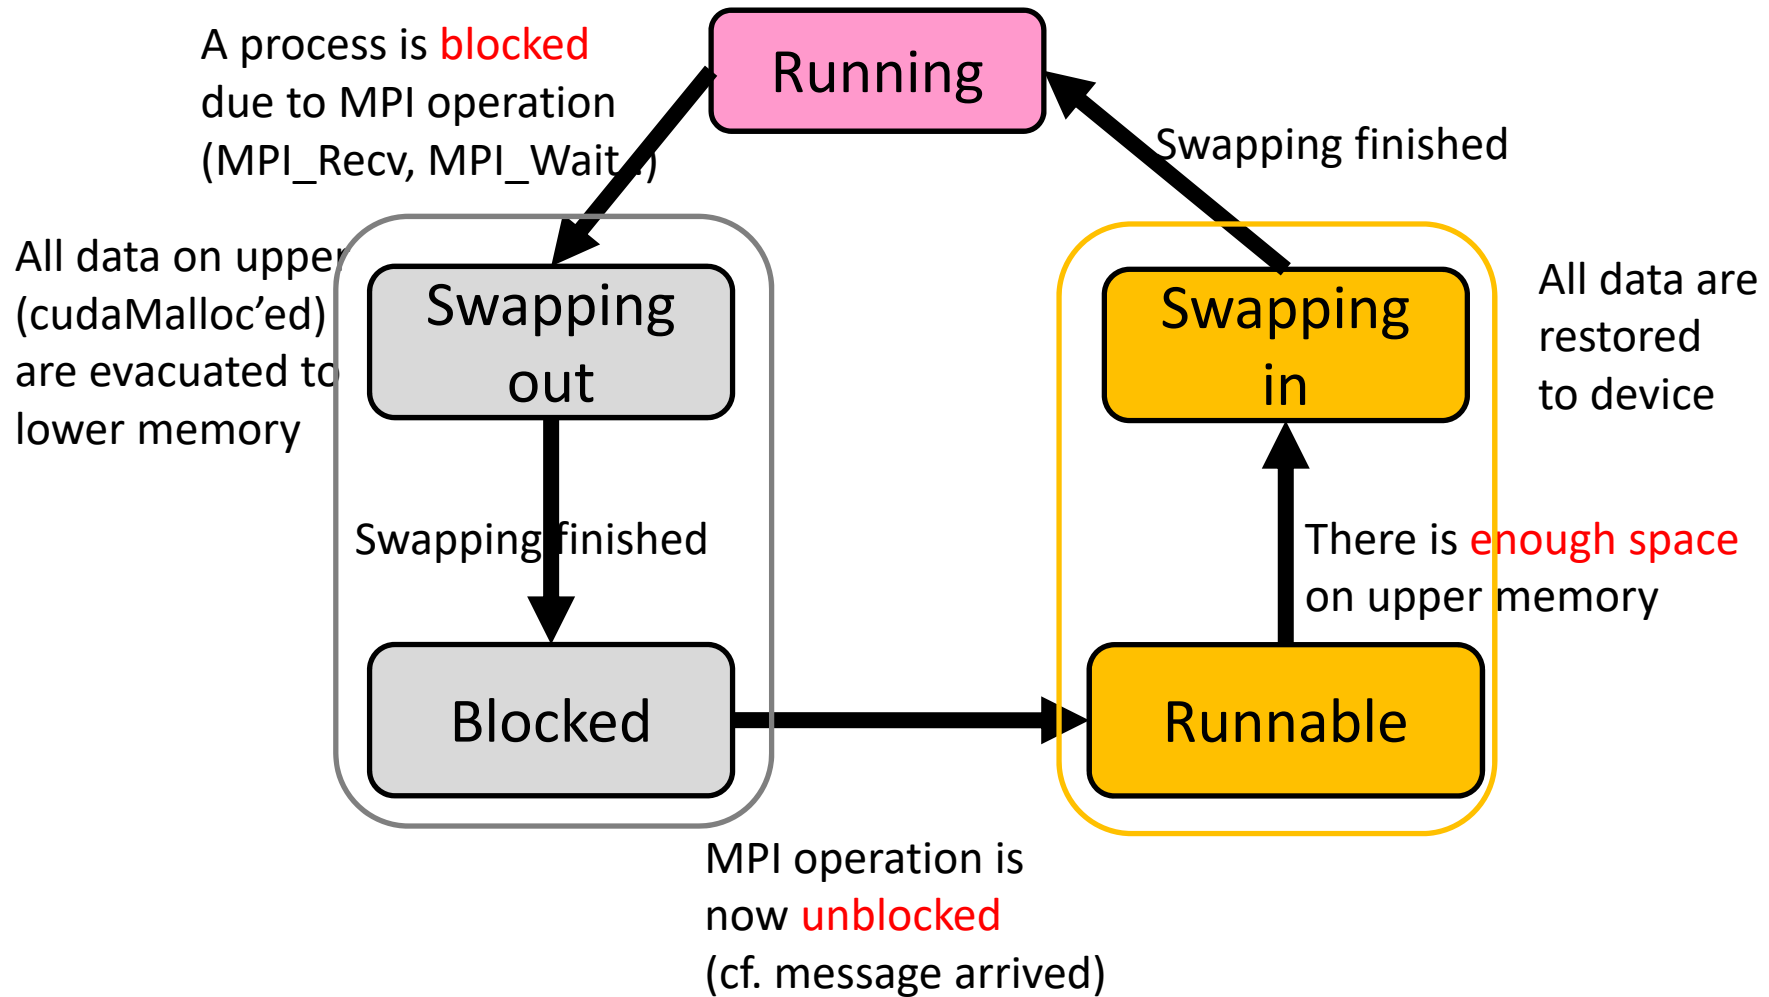 A process is blocked
due to MPI operation
(MPI_Recv, MPI_Wait…)
Running
Swapping finished
All data on upper
(cudaMalloc’ed)
are evacuated to
lower memory
Swapping
out
Swapping
in
All data are
restored
to device
Swapping finished
There is enough space
on upper memory
Blocked
Runnable
MPI operation is
now unblocked
(cf. message arrived)